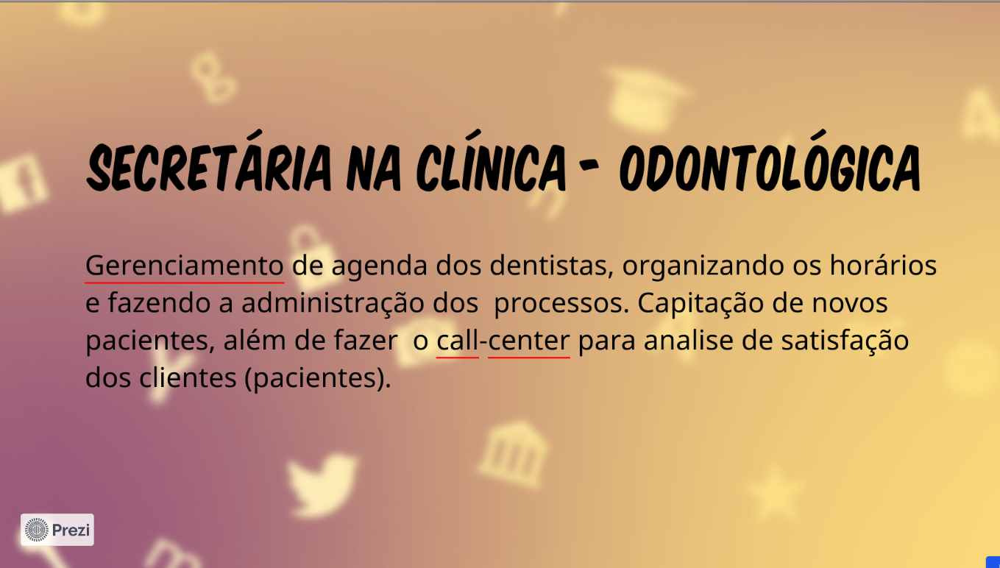 SECRETÁRIA NA CLÍNICA - ODONTOLÓGICA
Gerenciamento de agenda dos dentistas, organizando os horários
e fazendo a administração dos  processos. Capitação de novos
pacientes, além de fazer  o call-center para analise de satisfação
dos clientes (pacientes).
Prezi